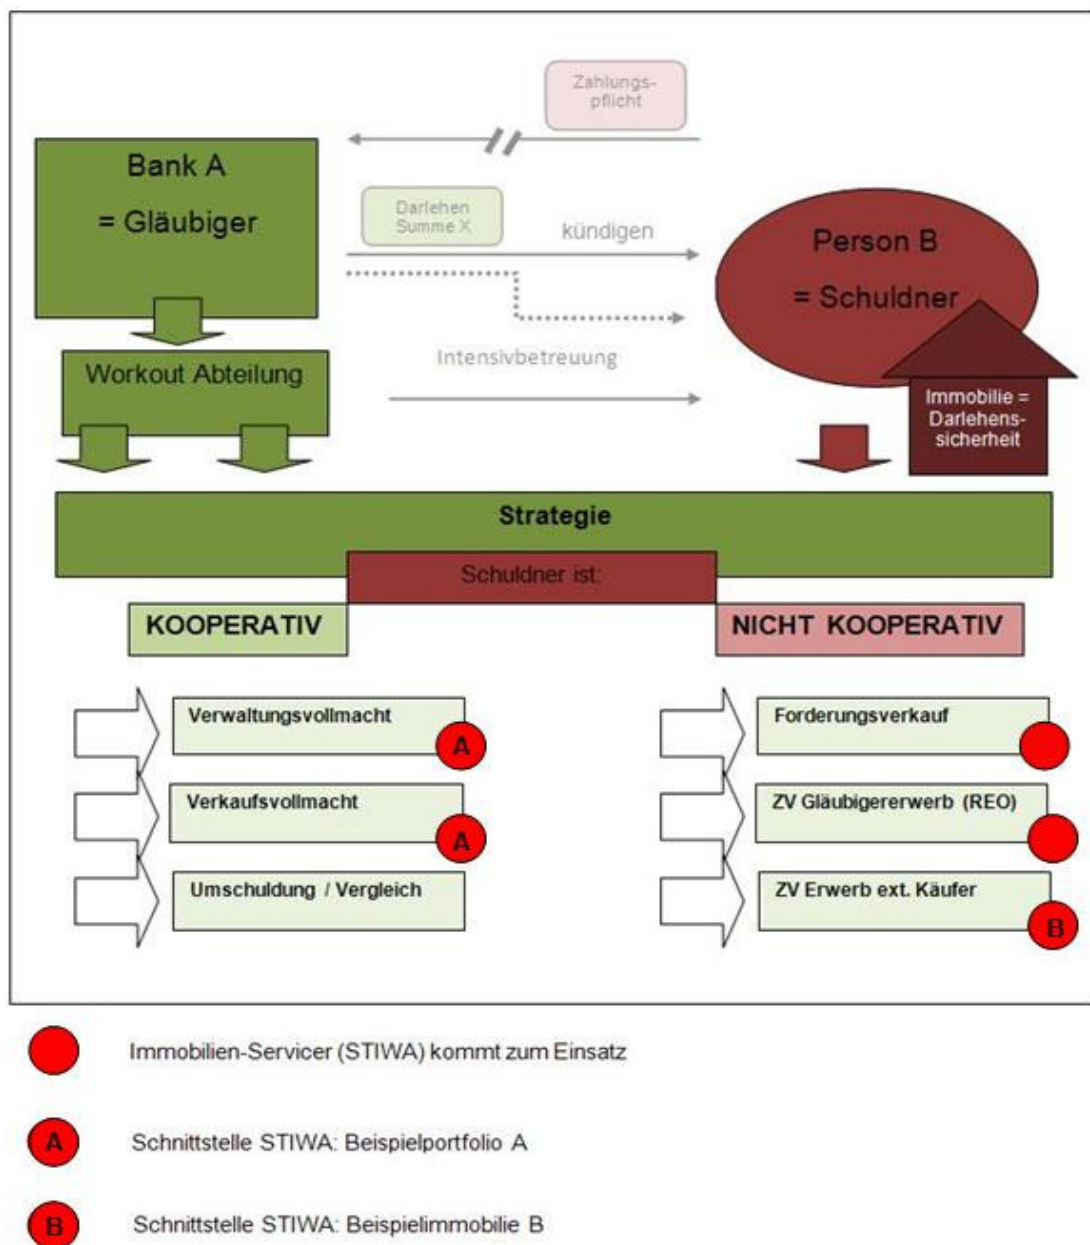 Zahlungs-
pflicht
Bank A
= Gläubiger
Darlehen
Summe X
kündigen
Person B
= Schuldner
Workout Abteilung
Intensivbetreuung
Immobilie =
Darlehens-
sicherheit
Strategie
Schuldner ist:
KOOPERATIV
NICHT KOOPERATIV
Verwaltungsvollmacht
A
Verkaufsvollmacht
A
Umschuldung / Vergleich
Forderungsverkauf
ZV Gläubigererwerb (REO)
ZV Erwerb ext. Käufer
B
Immobilien-Servicer (STIWA) kommt zum Einsatz
A Schnittstelle STIWA: Beispielportfolio A
B Schnittstelle STIWA: Beispielimmobilie B